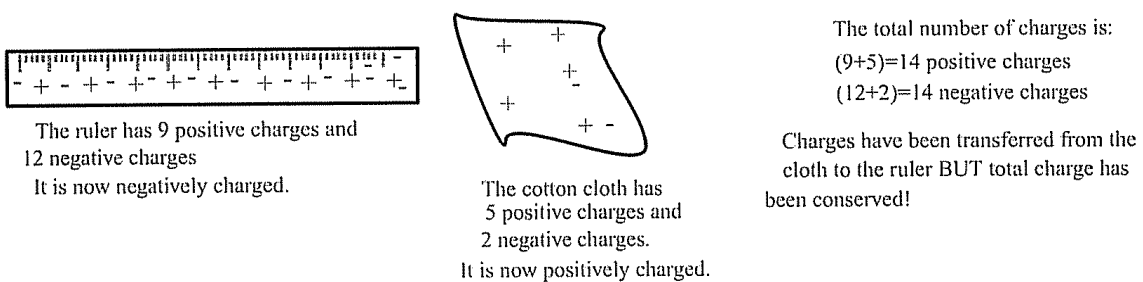 The ruler has 9 positive charges and
12 negative charges
It is now negatively charged.
The cotton cloth has
5 positive charges and
2 negative charges.
It is now positively charged.
The total number of charges is:
(9+5)=14 positive charges
(12+2)=14 negative charges
Charges have been transferred from the
cloth to the ruler BUT total charge has
been conserved!